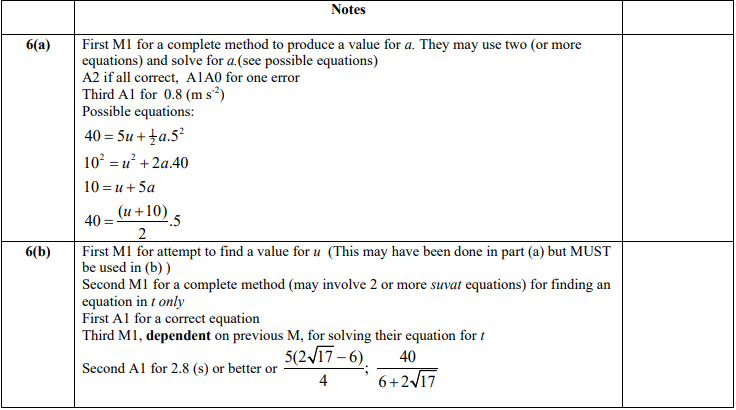 Notes
6(a)
First M1 for a complete method to produce a value for a. They may use two (or more
equations) and solve for a.(see possible equations)
A2 if all correct, A1A0 for one error
Third A1 for 0.8 (m s⁻²)
Possible equations:
40 = 5u + ½a.5²
10² = u² + 2a.40
10 = u + 5a
40 = (u + 10)/2 .5
6(b)
First M1 for attempt to find a value for u (This may have been done in part (a) but MUST
be used in (b) )
Second M1 for a complete method (may involve 2 or more suvat equations) for finding an
equation in t only
First A1 for a correct equation
Third M1, dependent on previous M, for solving their equation for t
Second A1 for 2.8 (s) or better or 5(2√17 – 6)/4 ; 40/(6 + 2√17)